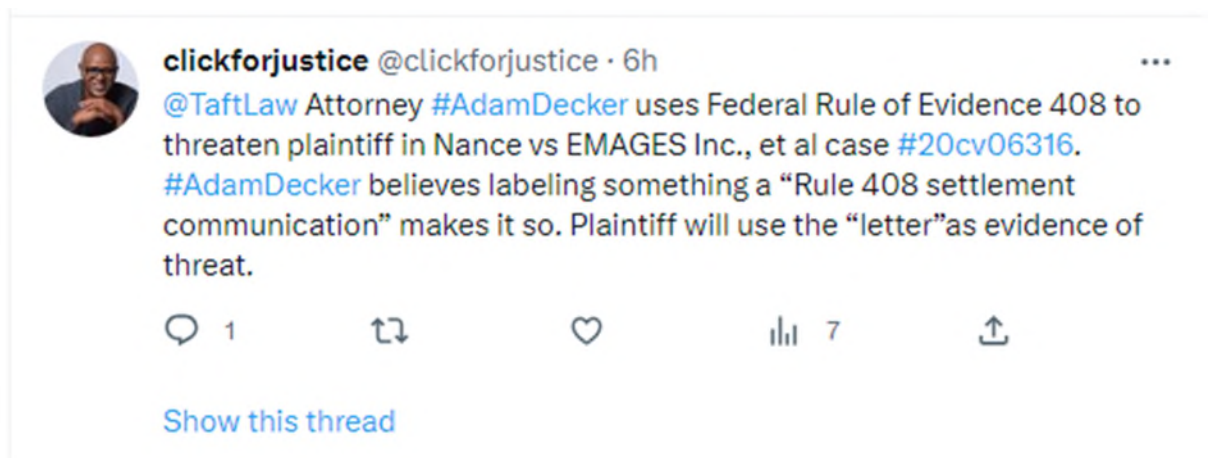 clickforjustice @clickforjustice · 6h
@TaftLaw Attorney #AdamDecker uses Federal Rule of Evidence 408 to
threaten plaintiff in Nance vs EMAGES Inc., et al case #20cv06316.
#AdamDecker believes labeling something a “Rule 408 settlement
communication” makes it so. Plaintiff will use the “letter”as evidence of
threat.
1 7
Show this thread